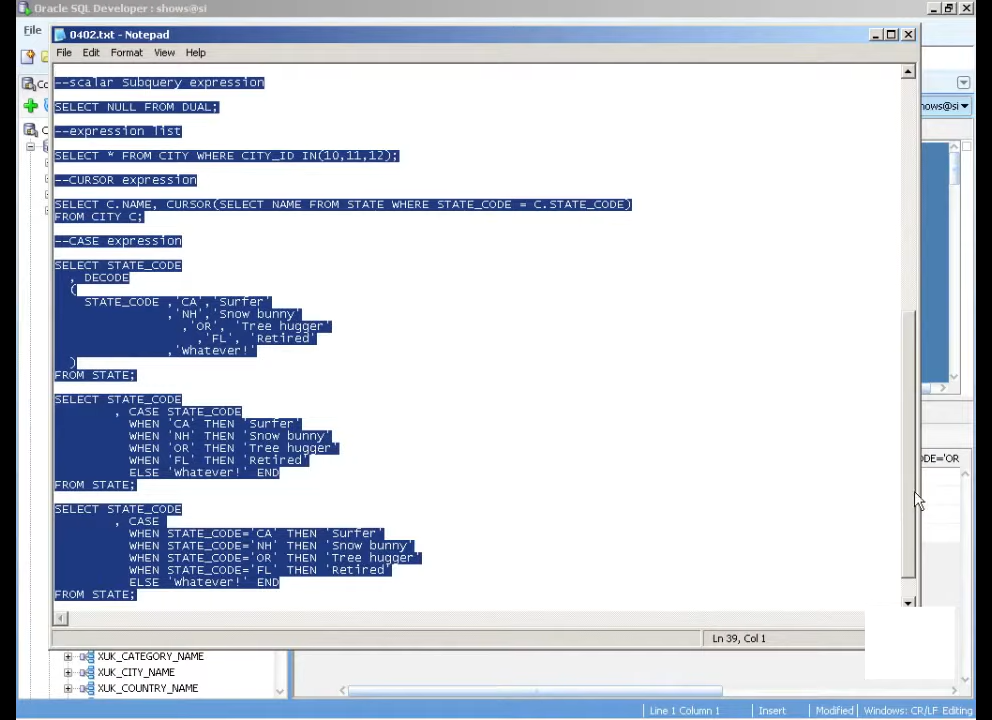 Oracle SQL Developer : shows@si
File
0402.txt - Notepad
File Edit Format View Help
--scalar Subquery expression
SELECT NULL FROM DUAL;
--expression list
SELECT * FROM CITY WHERE CITY_ID IN(10,11,12);
--CURSOR expression
SELECT C.NAME, CURSOR(SELECT NAME FROM STATE WHERE STATE_CODE = C.STATE_CODE)
FROM CITY C;
--CASE expression
SELECT STATE_CODE
, DECODE
(
STATE_CODE ,'CA','Surfer'
,'NH','Snow bunny'
,'OR', 'Tree hugger'
,'FL', 'Retired'
,'Whatever!'
)
FROM STATE;
SELECT STATE_CODE
, CASE STATE_CODE
WHEN 'CA' THEN 'Surfer'
WHEN 'NH' THEN 'Snow bunny'
WHEN 'OR' THEN 'Tree hugger'
WHEN 'FL' THEN 'Retired'
ELSE 'Whatever!' END
FROM STATE;
SELECT STATE_CODE
, CASE
WHEN STATE_CODE='CA' THEN 'Surfer'
WHEN STATE_CODE='NH' THEN 'Snow bunny'
WHEN STATE_CODE='OR' THEN 'Tree hugger'
WHEN STATE_CODE='FL' THEN 'Retired'
ELSE 'Whatever!' END
FROM STATE;
Ln 39, Col 1
Co
hows@si
C
DE='OR
XUK_CATEGORY_NAME
XUK_CITY_NAME
XUK_COUNTRY_NAME
Line 1 Column 1 Insert Modified Windows: CR/LF Editing